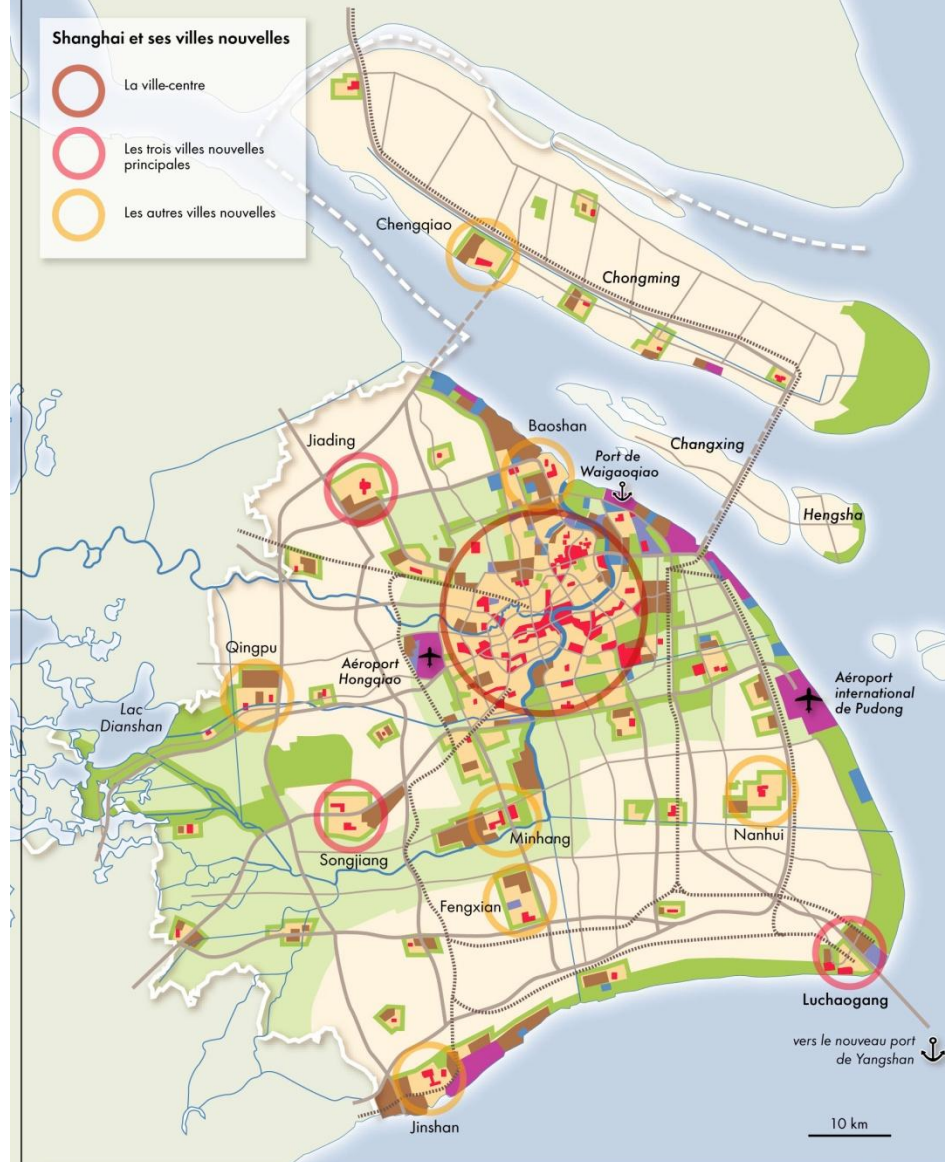 Shanghai et ses villes nouvelles
La ville-centre
Les trois villes nouvelles
principales
Les autres villes nouvelles
Chengqiao
Chongming
Jiading
Baoshan
Port de
Waigaoqiao
Changxing
Hengsha
Qingpu
Aéroport
Hongqiao
Lac
Dianshan
Aéroport
international
de Pudong
Songjiang
Minhang
Nanhui
Fengxian
Luchaogang
vers le nouveau port
de Yangshan
Jinshan
10 km